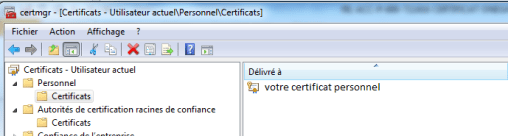 certmgr - [Certificats - Utilisateur actuel\Personnel\Certificats]
Fichier Action Affichage ?
Certificats - Utilisateur actuel
Personnel
Certificats
Autorités de certification racines de confiance
Certificats
Confiance de l'entreprise
Délivré à
votre certificat personnel